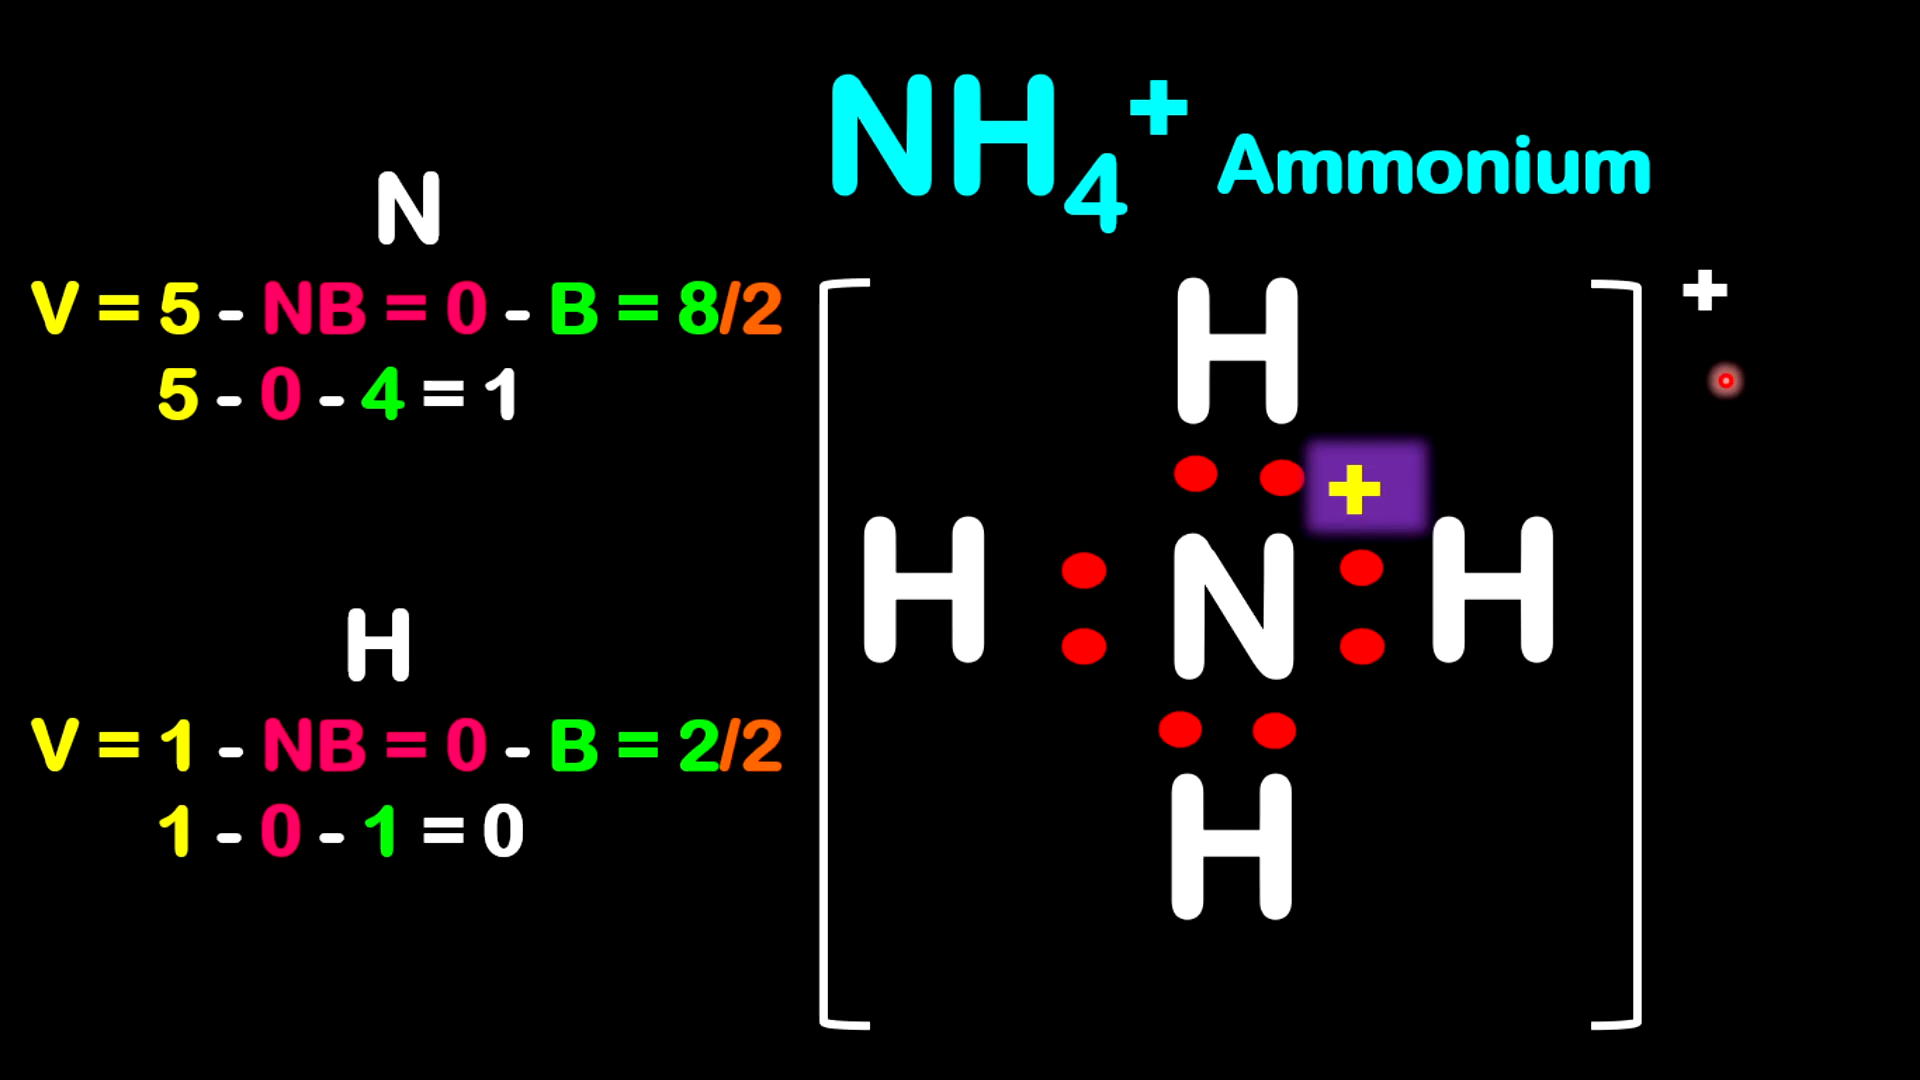 NH₄⁺ Ammonium
N
V = 5 - NB = 0 - B = 8/2
5 - 0 - 4 = 1
H
V = 1 - NB = 0 - B = 2/2
1 - 0 - 1 = 0
+
H
+
H N H
H